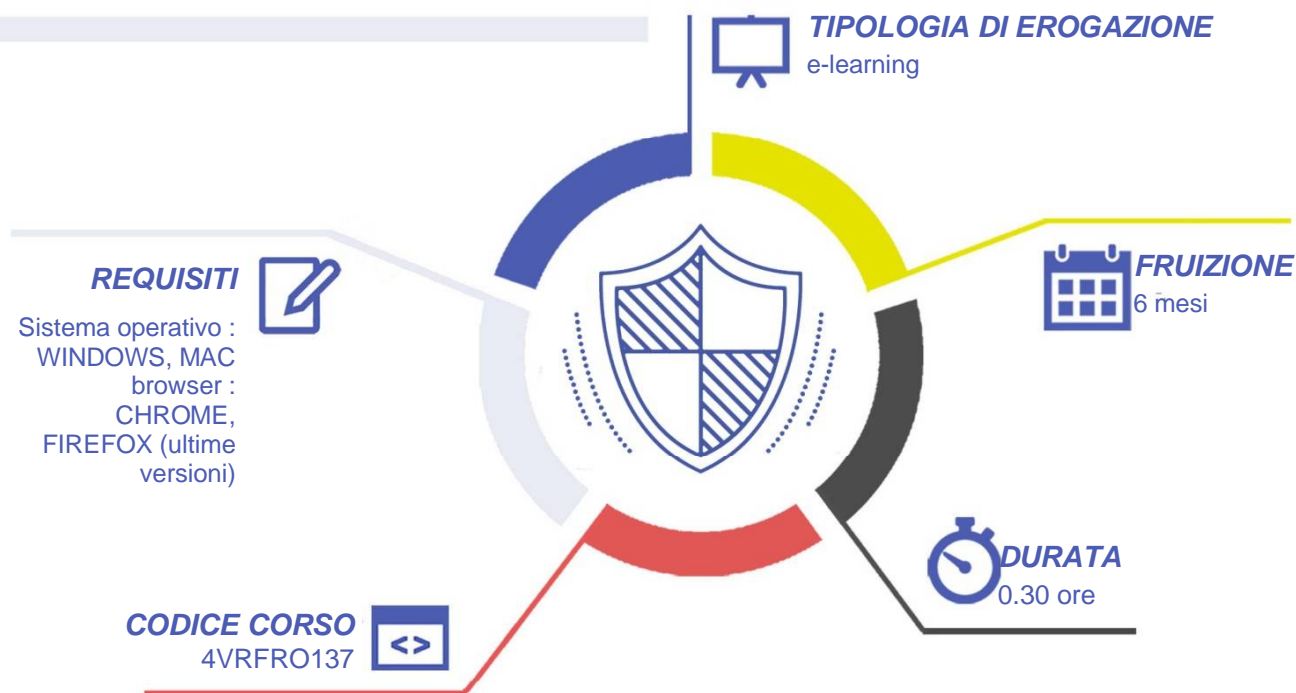 TIPOLOGIA DI EROGAZIONE
e-learning
REQUISITI
Sistema operativo :
WINDOWS, MAC
browser :
CHROME,
FIREFOX (ultime
versioni)
FRUIZIONE
6 mesi
DURATA
0.30 ore
CODICE CORSO
4VRFRO137
<>